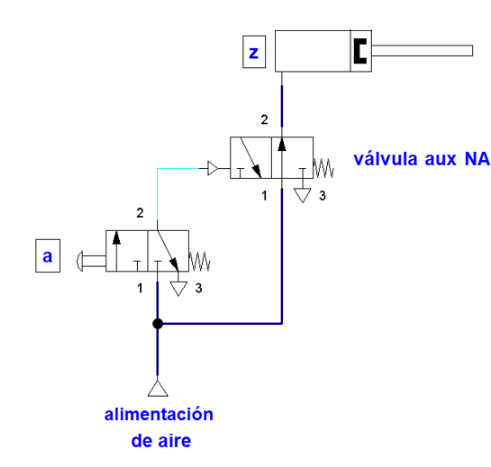 z
2
válvula aux NA
1
3
2
a
1
3
alimentación
de aire